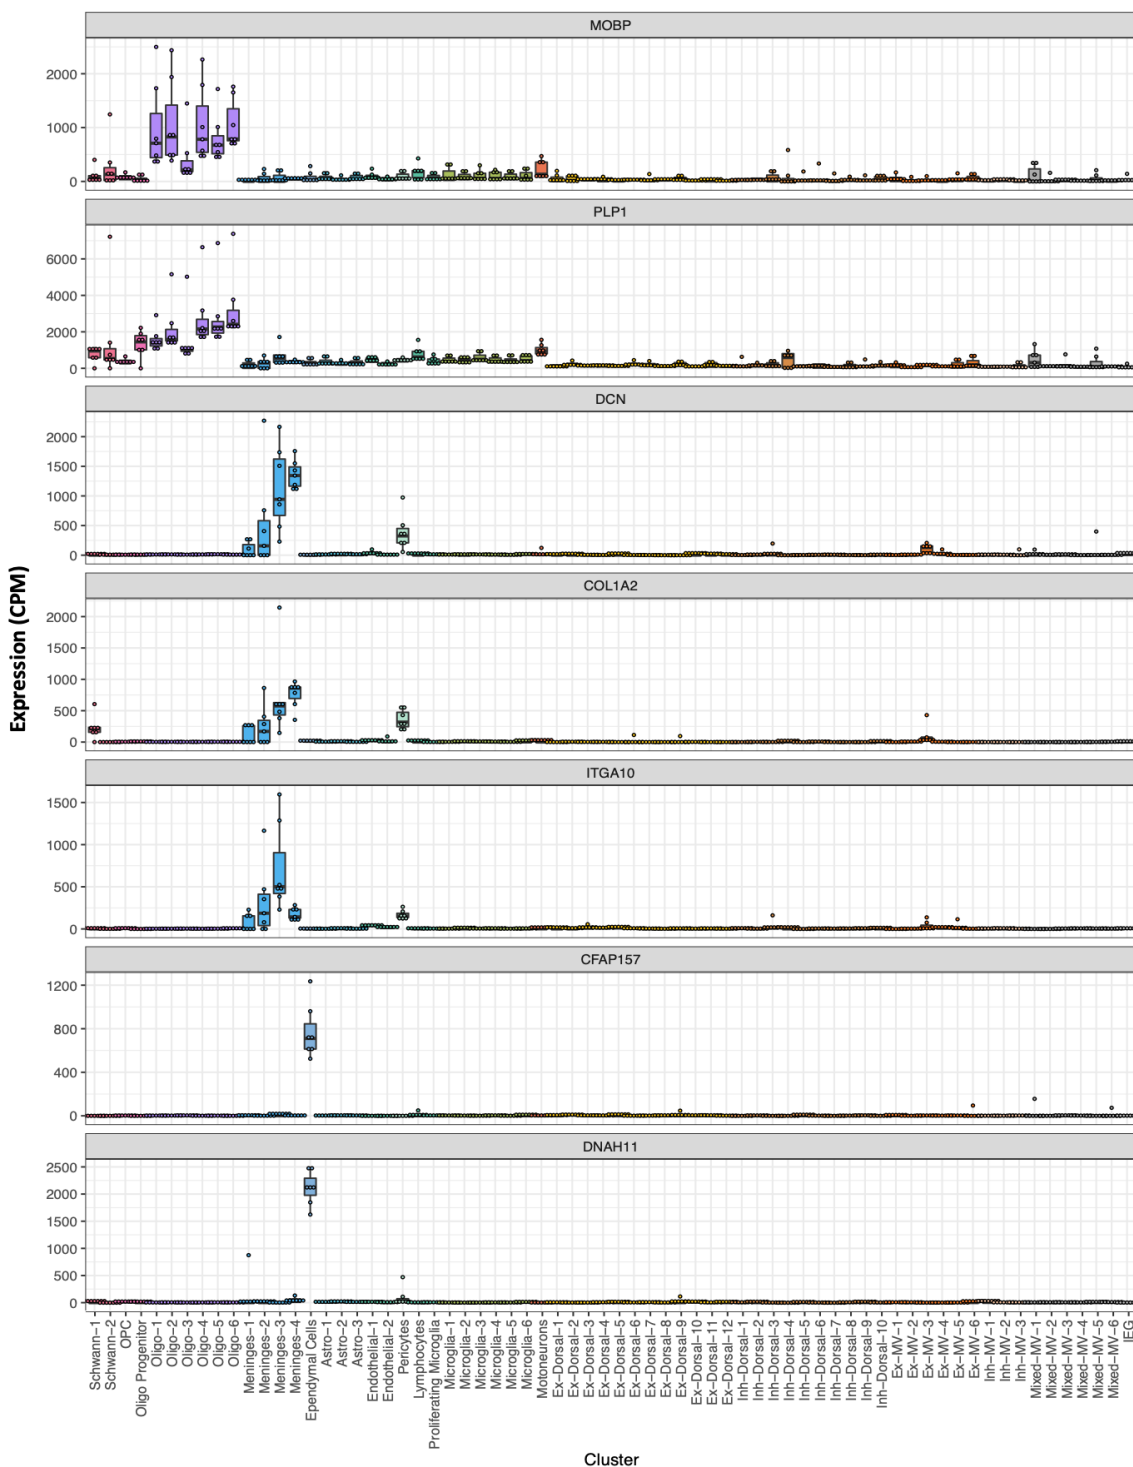 MOBP
2000
1000
0
PLP1
6000
4000
2000
0
DCN
2000
1500
1000
500
0
COL1A2
2000
1500
1000
500
0
ITGA10
1500
1000
500
0
CFAP157
1200
800
400
0
DNAH11
2500
2000
1500
1000
500
0
Expression (CPM)
Schwann-1
Schwann-2
OPC
Oligo Progenitor
Oligo-1
Oligo-2
Oligo-3
Oligo-4
Oligo-5
Oligo-6
Meninges-1
Meninges-2
Meninges-3
Meninges-4
Ependymal Cells
Astro-1
Astro-2
Astro-3
Endothelial-1
Endothelial-2
Pericytes
Lymphocytes
Proliferating Microglia
Microglia-1
Microglia-2
Microglia-3
Microglia-4
Microglia-5
Microglia-6
Motoneurons
Ex-Dorsal-1
Ex-Dorsal-2
Ex-Dorsal-3
Ex-Dorsal-4
Ex-Dorsal-5
Ex-Dorsal-6
Ex-Dorsal-7
Ex-Dorsal-8
Ex-Dorsal-9
Ex-Dorsal-10
Ex-Dorsal-11
Ex-Dorsal-12
Inh-Dorsal-1
Inh-Dorsal-2
Inh-Dorsal-3
Inh-Dorsal-4
Inh-Dorsal-5
Inh-Dorsal-6
Inh-Dorsal-7
Inh-Dorsal-8
Inh-Dorsal-9
Inh-Dorsal-10
Ex-MV-1
Ex-MV-2
Ex-MV-3
Ex-MV-4
Ex-MV-5
Ex-MV-6
Inh-MV-1
Inh-MV-2
Inh-MV-3
Mixed-MV-1
Mixed-MV-2
Mixed-MV-3
Mixed-MV-4
Mixed-MV-5
Mixed-MV-6
IEG
Cluster